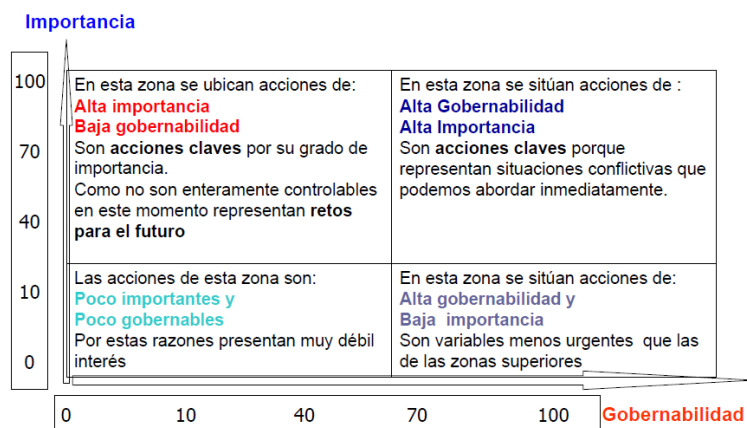 Importancia
100
70
40
10
0
En esta zona se ubican acciones de:
Alta importancia
Baja gobernabilidad
Son acciones claves por su grado de
importancia.
Como no son enteramente controlables
en este momento representan retos
para el futuro
En esta zona se sitúan acciones de :
Alta Gobernabilidad
Alta Importancia
Son acciones claves porque
representan situaciones conflictivas que
podemos abordar inmediatamente.
Las acciones de esta zona son:
Poco importantes y
Poco gobernables
Por estas razones presentan muy débil
interés
En esta zona se sitúan acciones de:
Alta gobernabilidad y
Baja importancia
Son variables menos urgentes que las
de las zonas superiores
0 10 40 70 100 Gobernabilidad